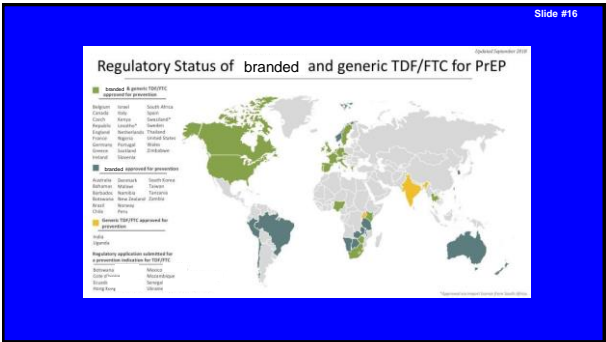 Slide #16
Updated September 2018
Regulatory Status of branded and generic TDF/FTC for PrEP
branded & generic TDF/FTC
approved for prevention
Belgium Israel South Africa
Canada Italy Spain
Czech Kenya Swaziland*
Republic Lesotho* Sweden
England Netherlands Thailand
France Nigeria United States
Germany Portugal Wales
Greece Scotland Zimbabwe
Ireland Slovenia
branded approved for prevention
Australia Denmark South Korea
Bahamas Malawi Taiwan
Barbados Namibia Tanzania
Botswana New Zealand Zambia
Brazil Norway
Chile Peru
Generic TDF/FTC approved for
prevention
India
Uganda
Regulatory application submitted for
a prevention indication for TDF/FTC
Botswana Mexico
Mozambique
Ecuador Senegal
Hong Kong Ukraine
from South Africa